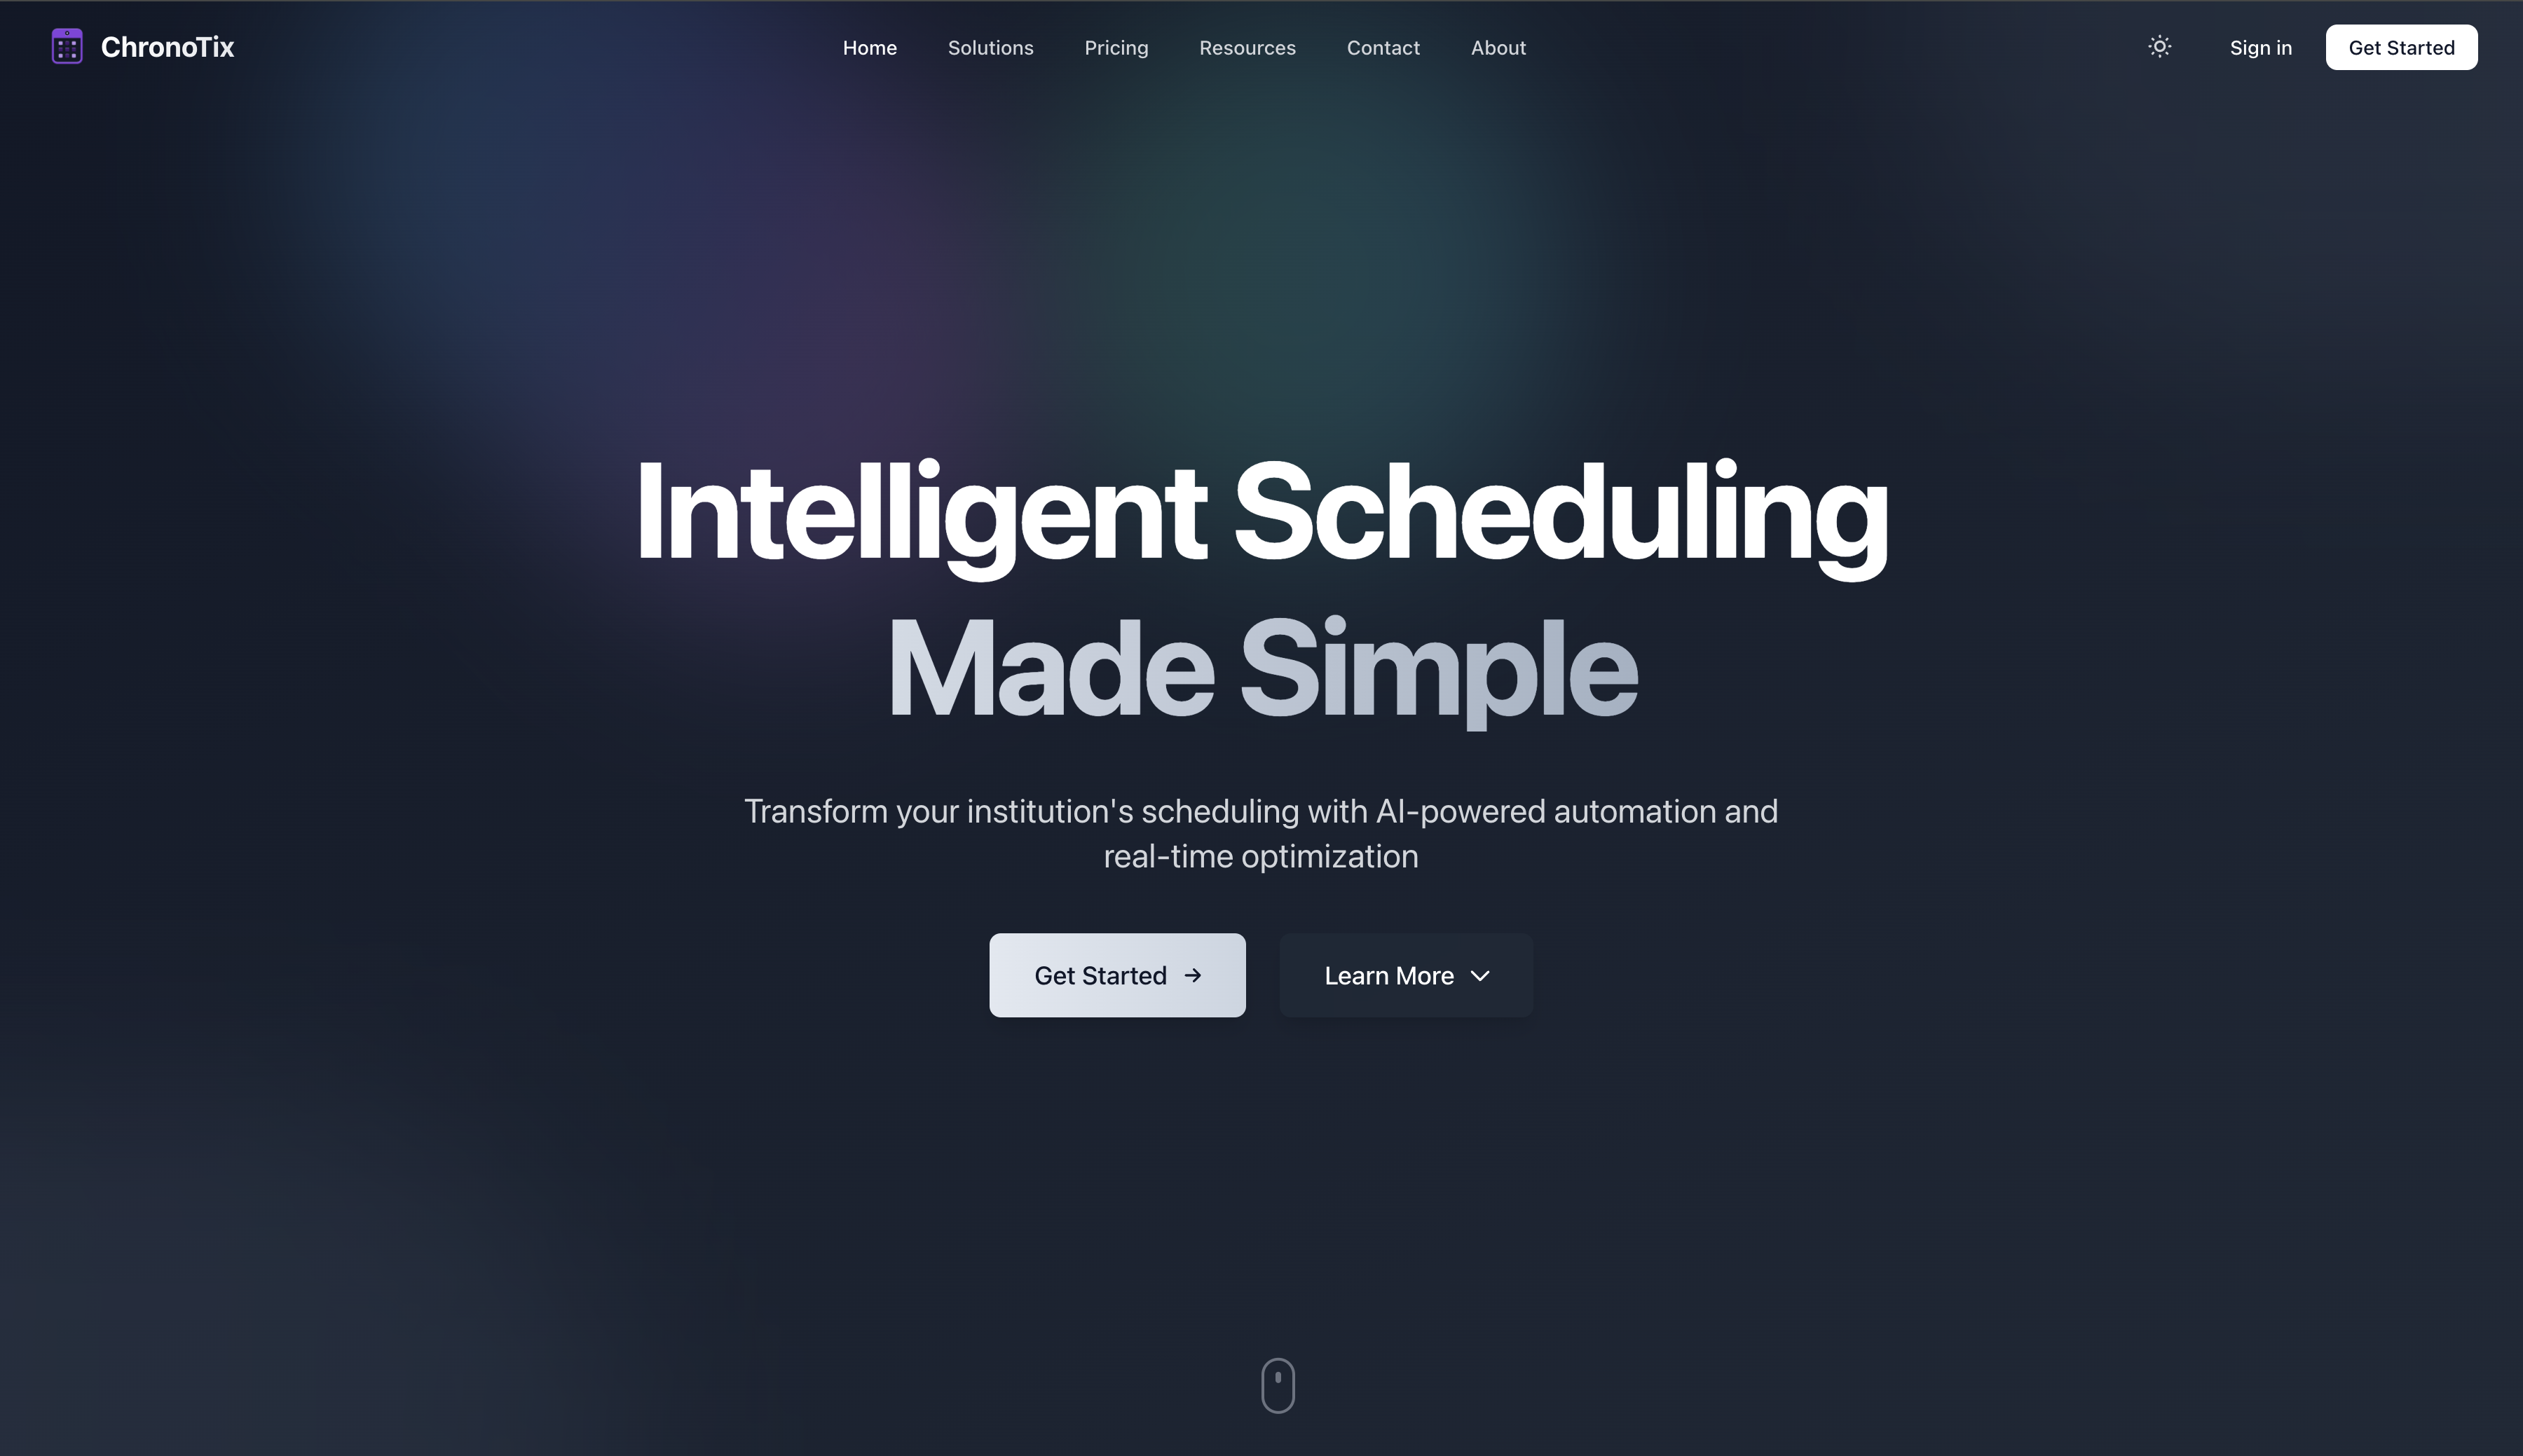 ChronoTix
Home Solutions Pricing Resources Contact About
Sign in Get Started
Intelligent Scheduling
Made Simple
Transform your institution's scheduling with AI-powered automation and
real-time optimization
Get Started
Learn More